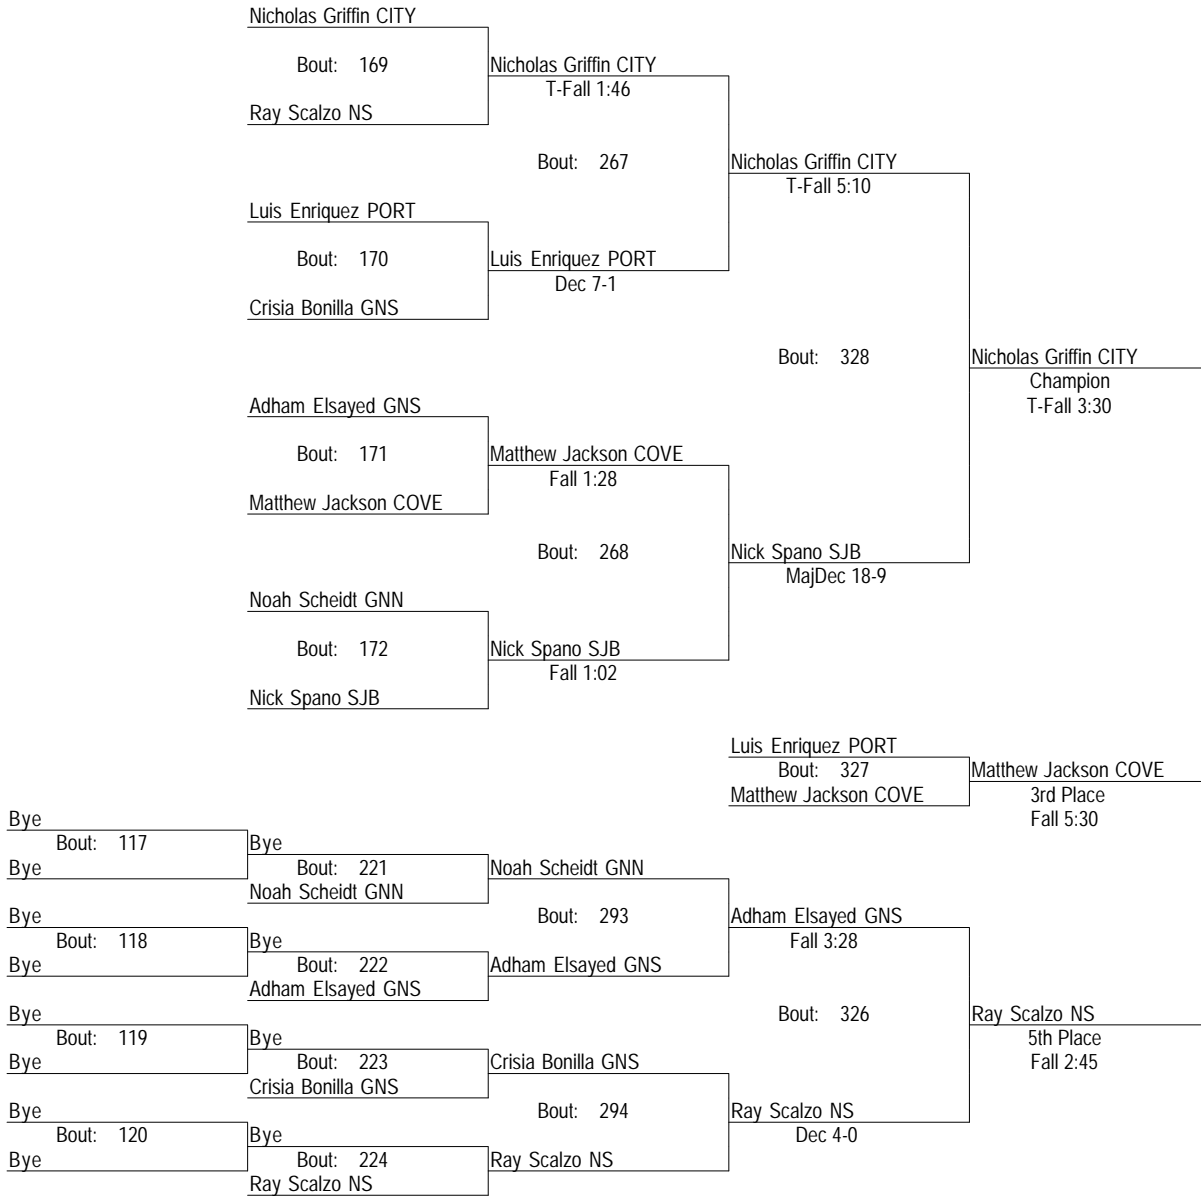 Nicholas Griffin CITY
Bout: 169
Nicholas Griffin CITY
T-Fall 1:46
Ray Scalzo NS
Bout: 267
Nicholas Griffin CITY
T-Fall 5:10
Luis Enriquez PORT
Bout: 170
Luis Enriquez PORT
Dec 7-1
Crisia Bonilla GNS
Bout: 328
Nicholas Griffin CITY
Champion
T-Fall 3:30
Adham Elsayed GNS
Bout: 171
Matthew Jackson COVE
Fall 1:28
Matthew Jackson COVE
Bout: 268
Nick Spano SJB
MajDec 18-9
Noah Scheidt GNN
Bout: 172
Nick Spano SJB
Fall 1:02
Nick Spano SJB
Luis Enriquez PORT
Bout: 327
Matthew Jackson COVE
Matthew Jackson COVE
3rd Place
Fall 5:30
Bye
Bout: 117
Bye
Bye
Bout: 221
Noah Scheidt GNN
Noah Scheidt GNN
Bye
Bout: 293
Adham Elsayed GNS
Fall 3:28
Bout: 118
Bye
Bye
Bout: 222
Adham Elsayed GNS
Adham Elsayed GNS
Bye
Bout: 326
Ray Scalzo NS
5th Place
Fall 2:45
Bout: 119
Bye
Bye
Bout: 223
Crisia Bonilla GNS
Crisia Bonilla GNS
Bye
Bout: 294
Ray Scalzo NS
Dec 4-0
Bout: 120
Bye
Bye
Bout: 224
Ray Scalzo NS
Ray Scalzo NS